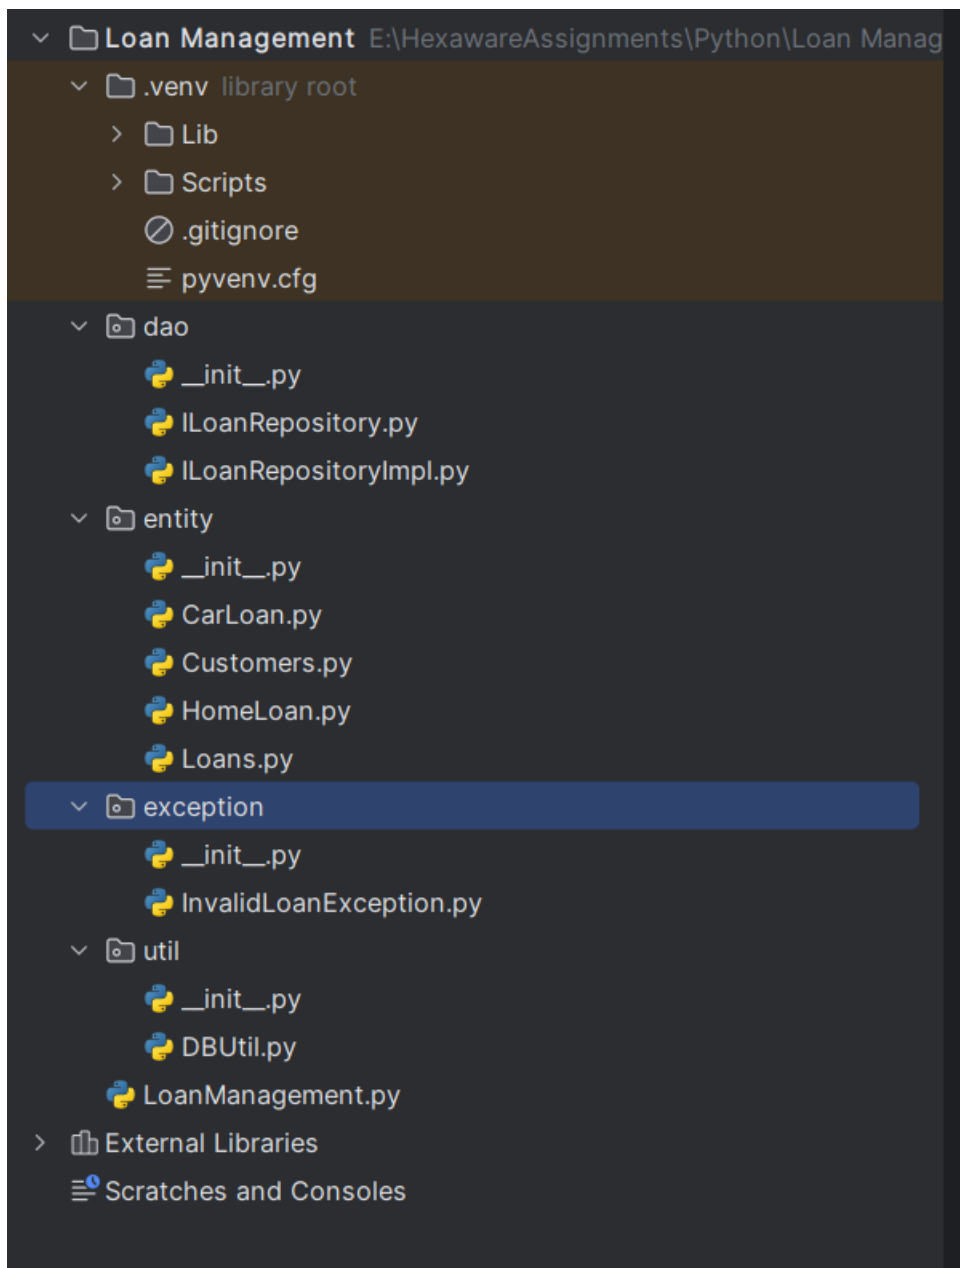 Loan Management E:\HexawareAssignments\Python\Loan Manag
.venv library root
Lib
Scripts
.gitignore
pyvenv.cfg
dao
__init__.py
ILoanRepository.py
ILoanRepositoryImpl.py
entity
__init__.py
CarLoan.py
Customers.py
HomeLoan.py
Loans.py
exception
__init__.py
InvalidLoanException.py
util
__init__.py
DBUtil.py
LoanManagement.py
External Libraries
Scratches and Consoles